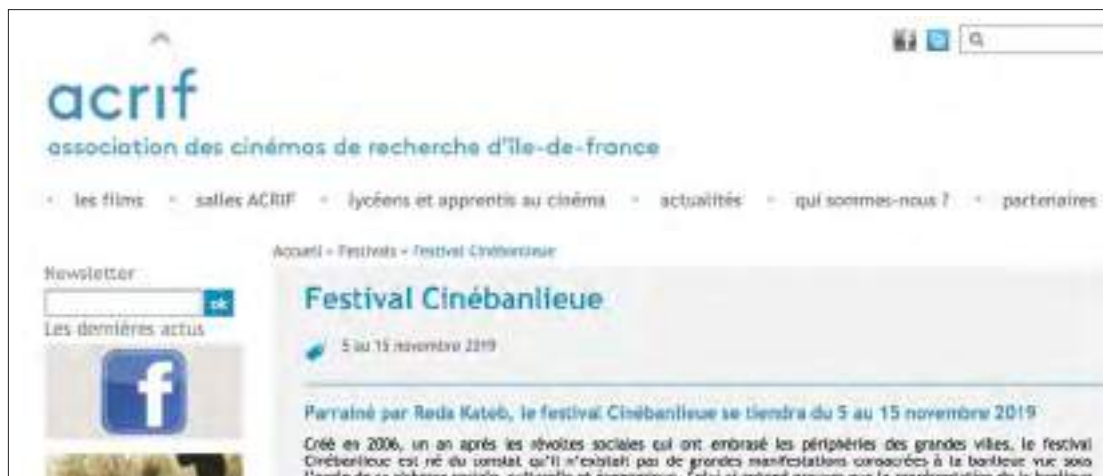 acrif
association des cinémas de recherche d'île-de-france
les films salles ACRIF lycéens et apprentis au cinéma actualités qui sommes-nous ? partenaires
Accueil » Festivals » Festival Cinébanlieue
Newsletter
ok
Les dernières actus
f
Festival Cinébanlieue
5 au 15 novembre 2019
Parrainé par Reda Kateb, le festival Cinébanlieue se tiendra du 5 au 15 novembre 2019
Créé en 2006, un an après les révoltes sociales qui ont embrasé les périphéries des grandes villes, le festival
Cinébanlieue est né du constat qu'il n'existait pas de grandes manifestations consacrées à la banlieue vue sous